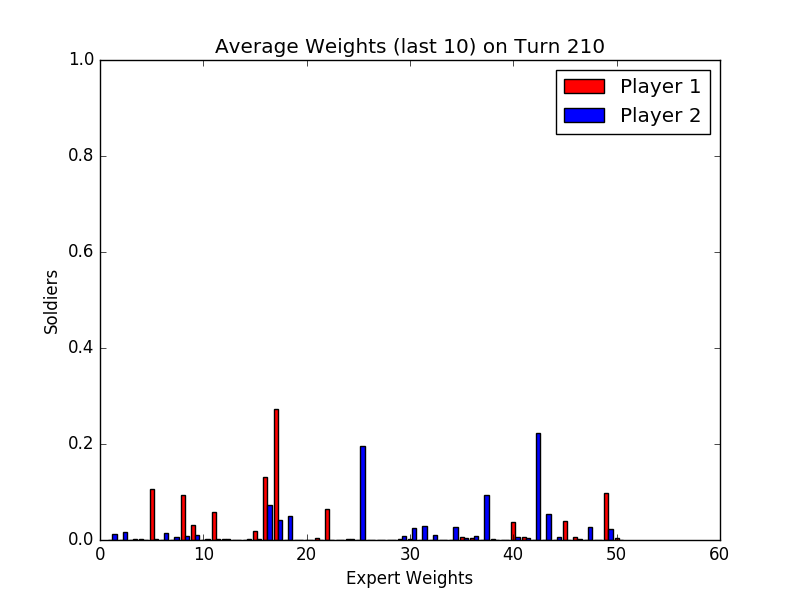 Average Weights (last 10) on Turn 210
Player 1
Player 2
Soldiers
1.0
0.8
0.6
0.4
0.2
0.0
0 10 20 30 40 50 60
Expert Weights